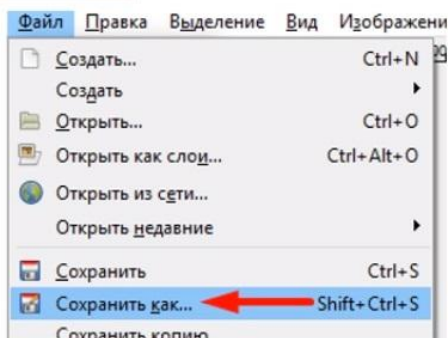 Файл Правка Выделение Вид Изображени
Создать... Ctrl+N
Создать
Открыть... Ctrl+O
Открыть как слои... Ctrl+Alt+O
Открыть из сети...
Открыть недавние
Сохранить Ctrl+S
Сохранить как... Shift+Ctrl+S
Сохранить копию